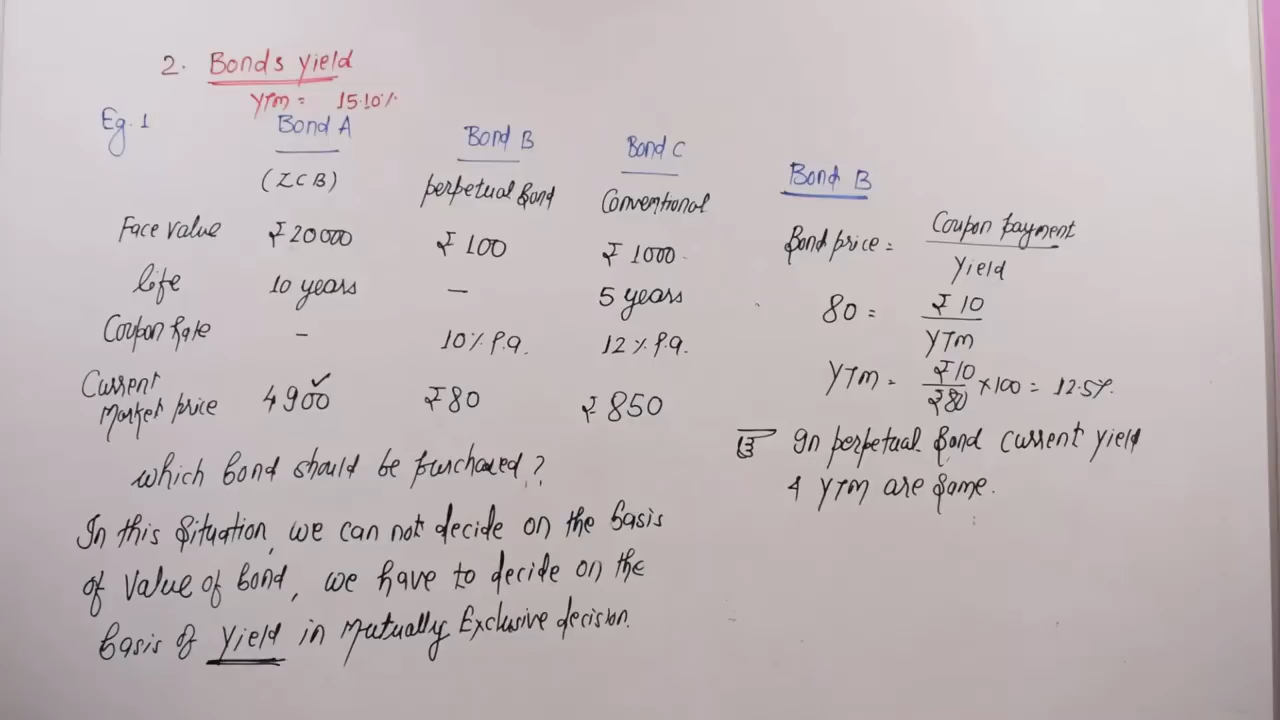 2. Bonds Yield
YTM = 15.10%
Eg. 1
Bond A Bond B Bond C
(ZCB) perpetual Bond Conventional
Face Value ₹20000 ₹100 ₹1000
life 10 years — 5 years
Coupon Rate - 10% P.a. 12% P.a.
Current Market price 4900 ✓ ₹80 ₹850
which bond should be purchased?
In this Situation, we can not decide on the basis
of Value of bond, we have to decide on the
basis of Yield in Mutually Exclusive decision.
Bond B
Bond price = Coupon payment
Yield
80 = ₹10
YTM
YTM = ₹10 × 100 = 12.5%
₹80
In perpetual Bond current yield
& YTM are Same.